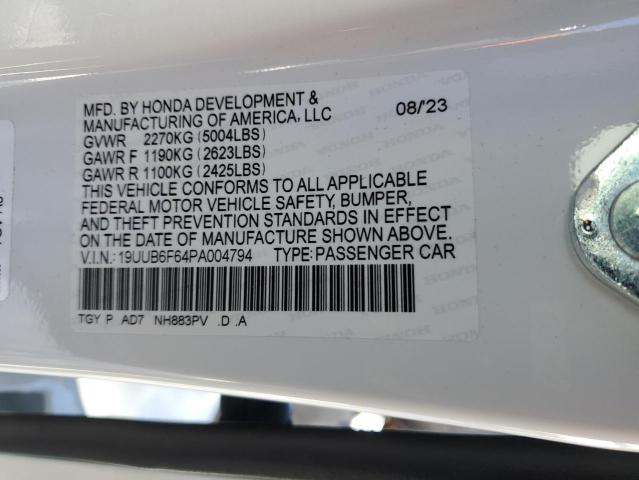 MFD. BY HONDA DEVELOPMENT &
MANUFACTURING OF AMERICA, LLC 08/'23
GVWR 2270KG (5004LBS)
GAWR F 1190KG (2623LBS)
GAWR R 1100KG (2425LBS)
THIS VEHICLE CONFORMS TO ALL APPLICABLE
FEDERAL MOTOR VEHICLE SAFETY, BUMPER,
AND THEFT PREVENTION STANDARDS IN EFFECT
ON THE DATE OF MANUFACTURE SHOWN ABOVE.
V.I.N.: 19UUB6F64PA004794 TYPE: PASSENGER CAR
TGY P AD7 NH883PV .D .A